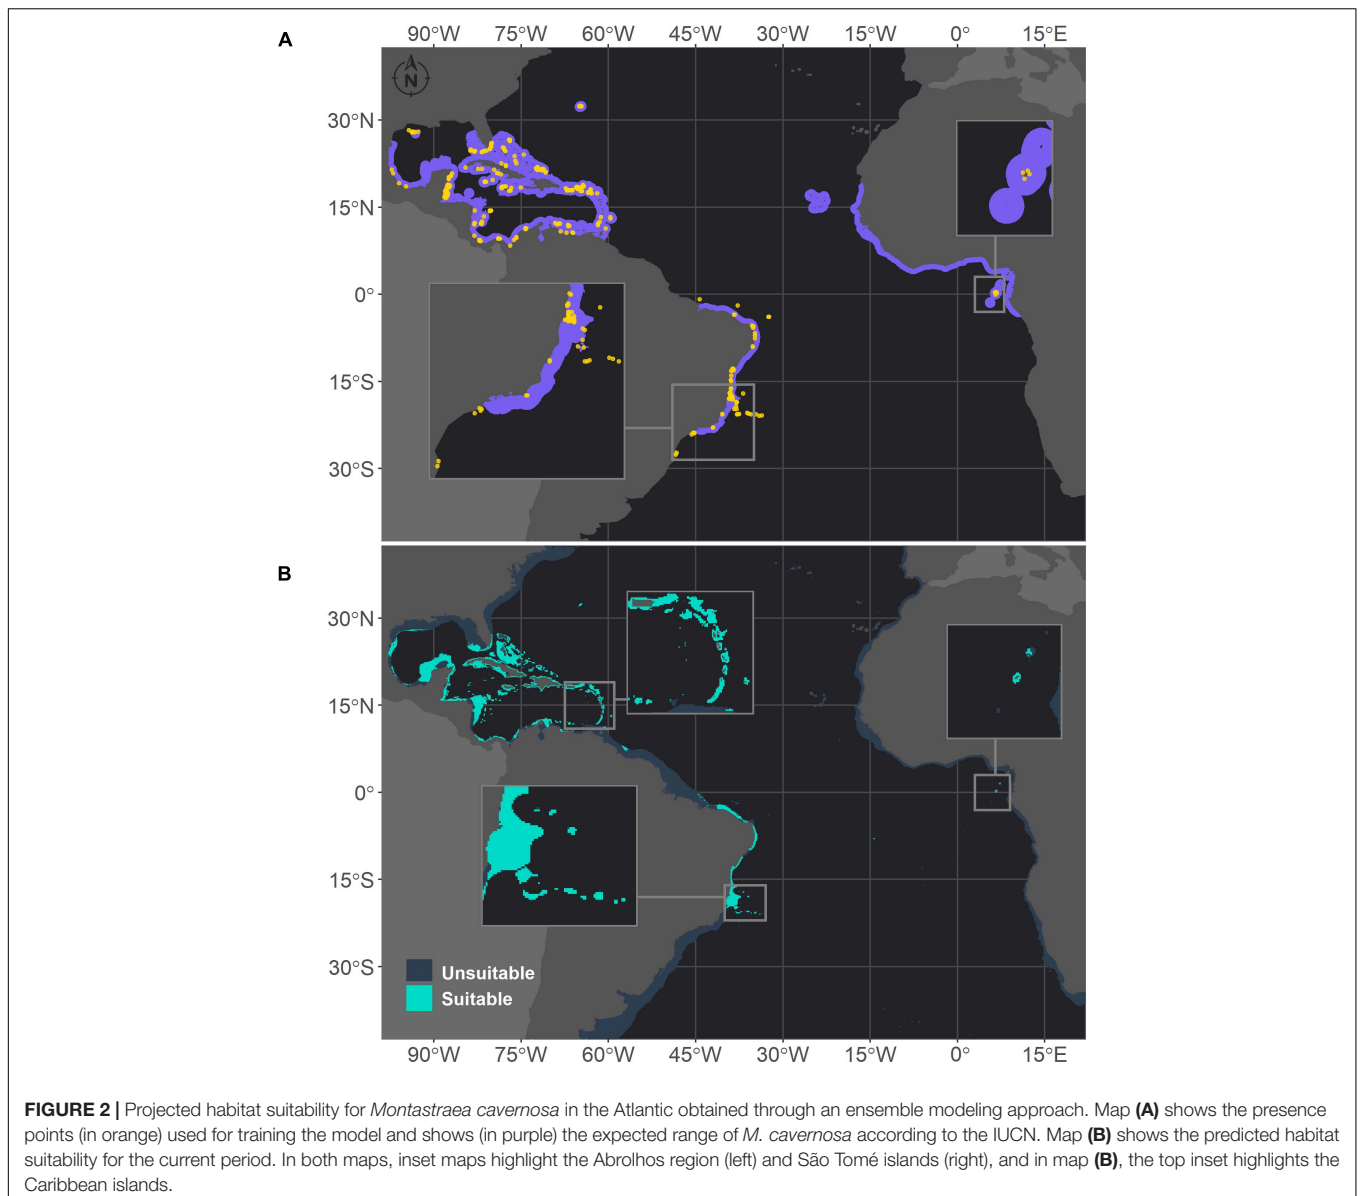 A
90°W 75°W 60°W 45°W 30°W 15°W 0° 15°E
N
30°N
15°N
0°
15°S
30°S
B
30°N
15°N
0°
15°S
30°S
Unsuitable
Suitable
90°W 75°W 60°W 45°W 30°W 15°W 0° 15°E
FIGURE 2 | Projected habitat suitability for Montastraea cavernosa in the Atlantic obtained through an ensemble modeling approach. Map (A) shows the presence
points (in orange) used for training the model and shows (in purple) the expected range of M. cavernosa according to the IUCN. Map (B) shows the predicted habitat
suitability for the current period. In both maps, inset maps highlight the Abrolhos region (left) and São Tomé islands (right), and in map (B), the top inset highlights the
Caribbean islands.